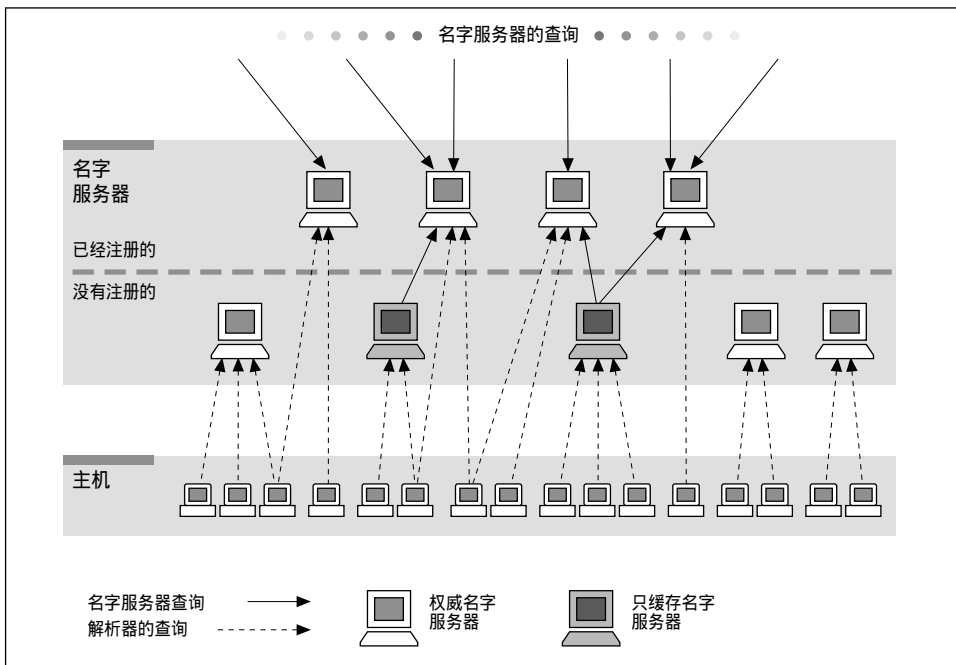 名字服务器的查询
名字
服务器
已经注册的
没有注册的
主机
名字服务器查询
解析器的查询
权威名字
服务器
只缓存名字
服务器